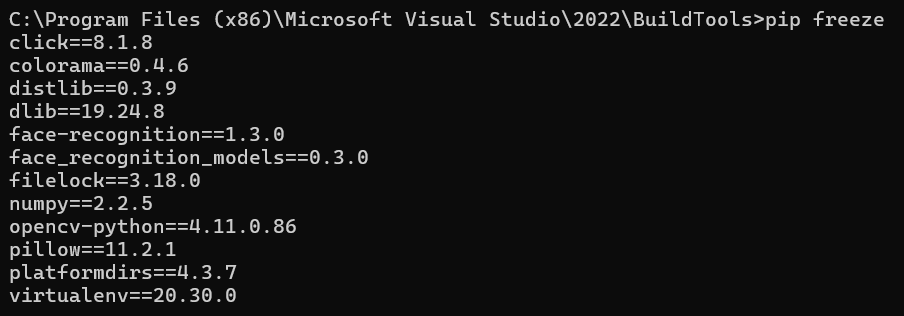 C:\Program Files (x86)\Microsoft Visual Studio\2022\BuildTools>pip freeze
click==8.1.8
colorama==0.4.6
distlib==0.3.9
dlib==19.24.8
face-recognition==1.3.0
face_recognition_models==0.3.0
filelock==3.18.0
numpy==2.2.5
opencv-python==4.11.0.86
pillow==11.2.1
platformdirs==4.3.7
virtualenv==20.30.0